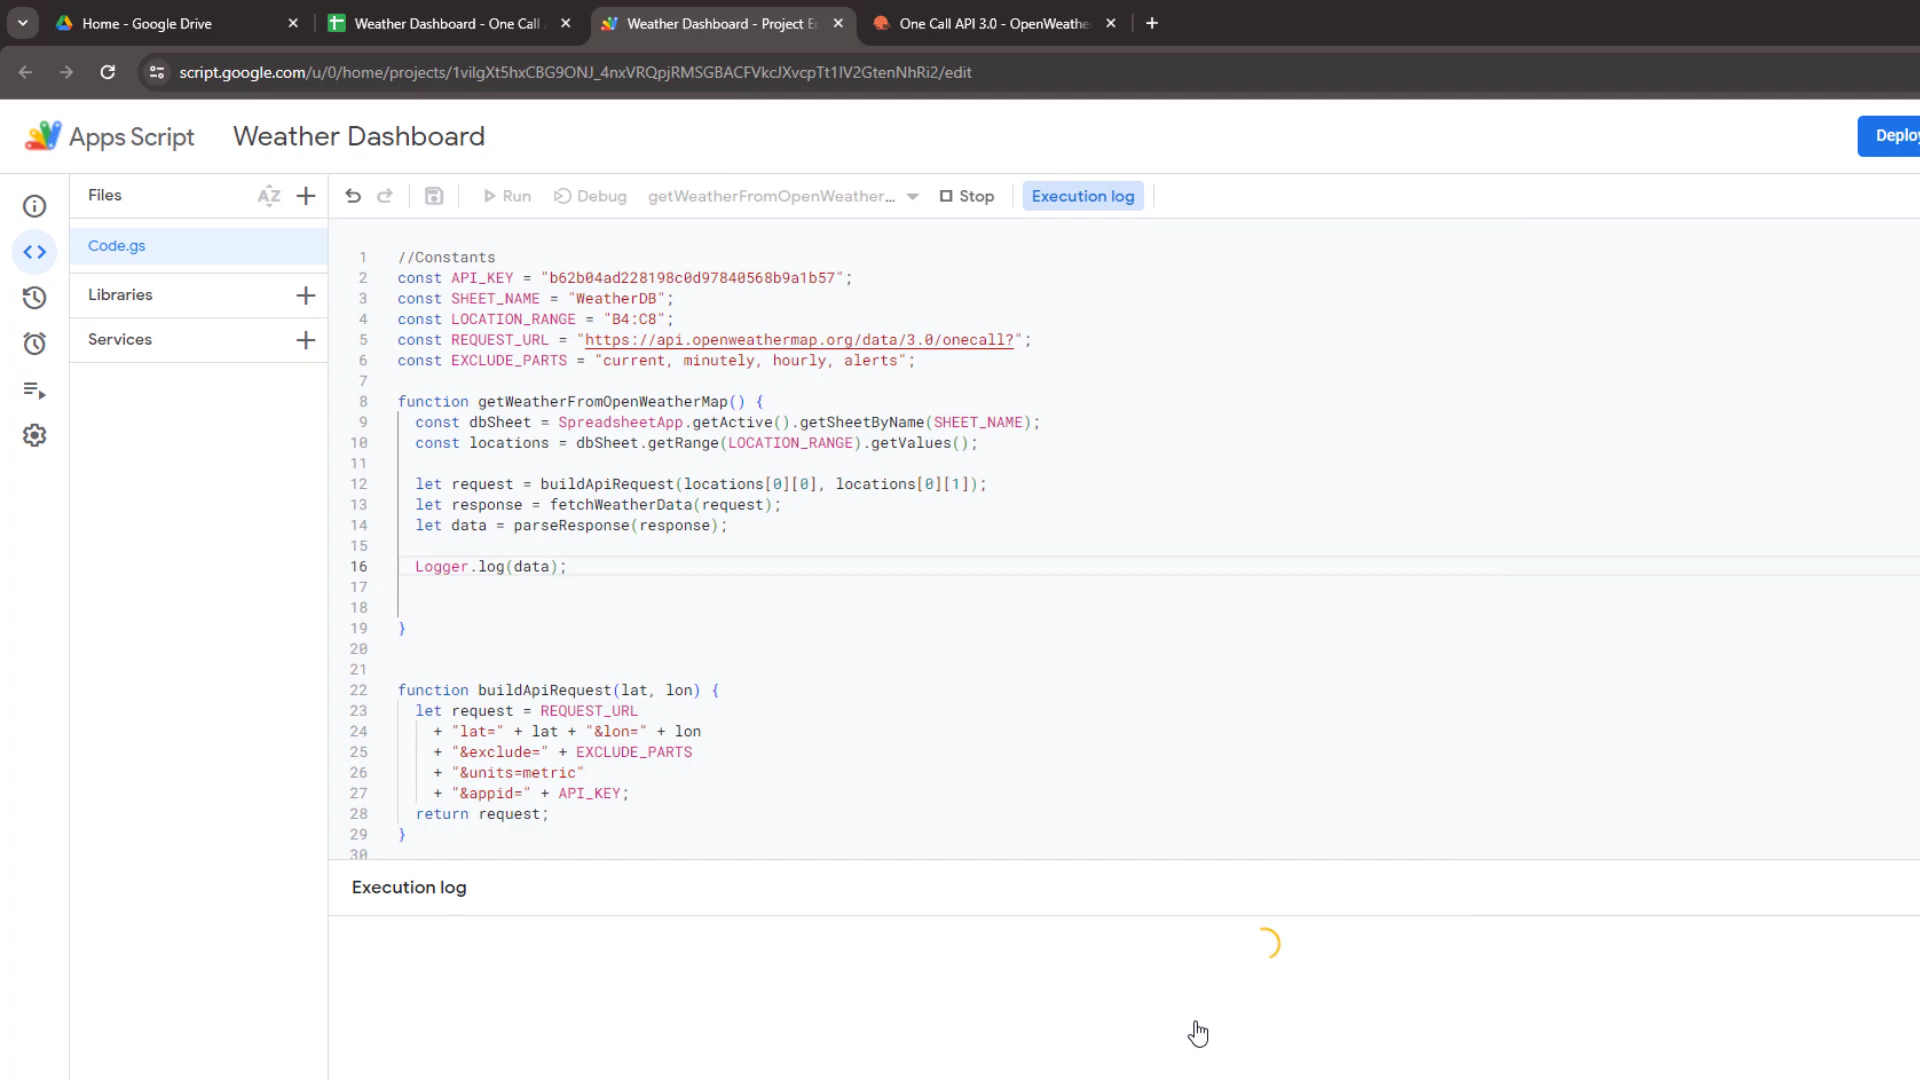 Home - Google Drive
Weather Dashboard - One Call
Weather Dashboard - Project E
One Call API 3.0 - OpenWeathe
script.google.com/u/0/home/projects/1vilgXt5hxCBG9ONJ_4nxVRQpjRMSGBACFVkcJXvcpTt1IV2GtenNhRi2/edit
Apps Script
Weather Dashboard
Deploy
Files
AZ
Run
Debug
getWeatherFromOpenWeather...
Stop
Execution log
Code.gs
Libraries
Services
1 //Constants
2 const API_KEY = "b62b04ad228198c0d97840568b9a1b57";
3 const SHEET_NAME = "WeatherDB";
4 const LOCATION_RANGE = "B4:C8";
5 const REQUEST_URL = "https://api.openweathermap.org/data/3.0/onecall?";
6 const EXCLUDE_PARTS = "current, minutely, hourly, alerts";
7
8 function getWeatherFromOpenWeatherMap() {
9 const dbSheet = SpreadsheetApp.getActive().getSheetByName(SHEET_NAME);
10 const locations = dbSheet.getRange(LOCATION_RANGE).getValues();
11
12 let request = buildApiRequest(locations[0][0], locations[0][1]);
13 let response = fetchWeatherData(request);
14 let data = parseResponse(response);
15
16 Logger.log(data);
17
18
19 }
20
21
22 function buildApiRequest(lat, lon) {
23 let request = REQUEST_URL
24 + "lat=" + lat + "&lon=" + lon
25 + "&exclude=" + EXCLUDE_PARTS
26 + "&units=metric"
27 + "&appid=" + API_KEY;
28 return request;
29 }
30
Execution log